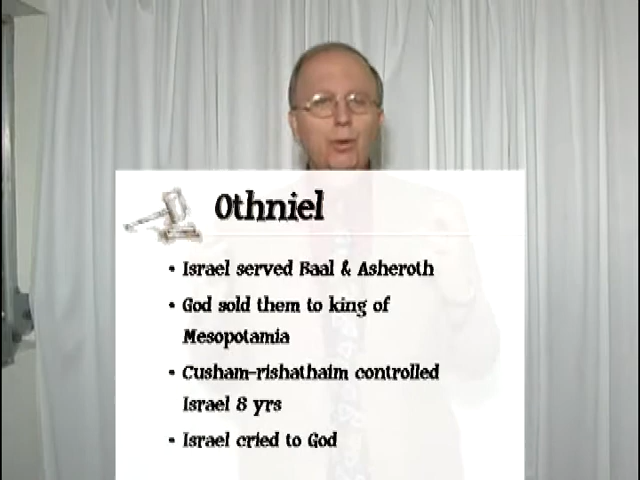 Othniel
• Israel served Baal & Asheroth
• God sold them to king of
Mesopotamia
• Cusham-rishathaim controlled
Israel 8 yrs
• Israel cried to God